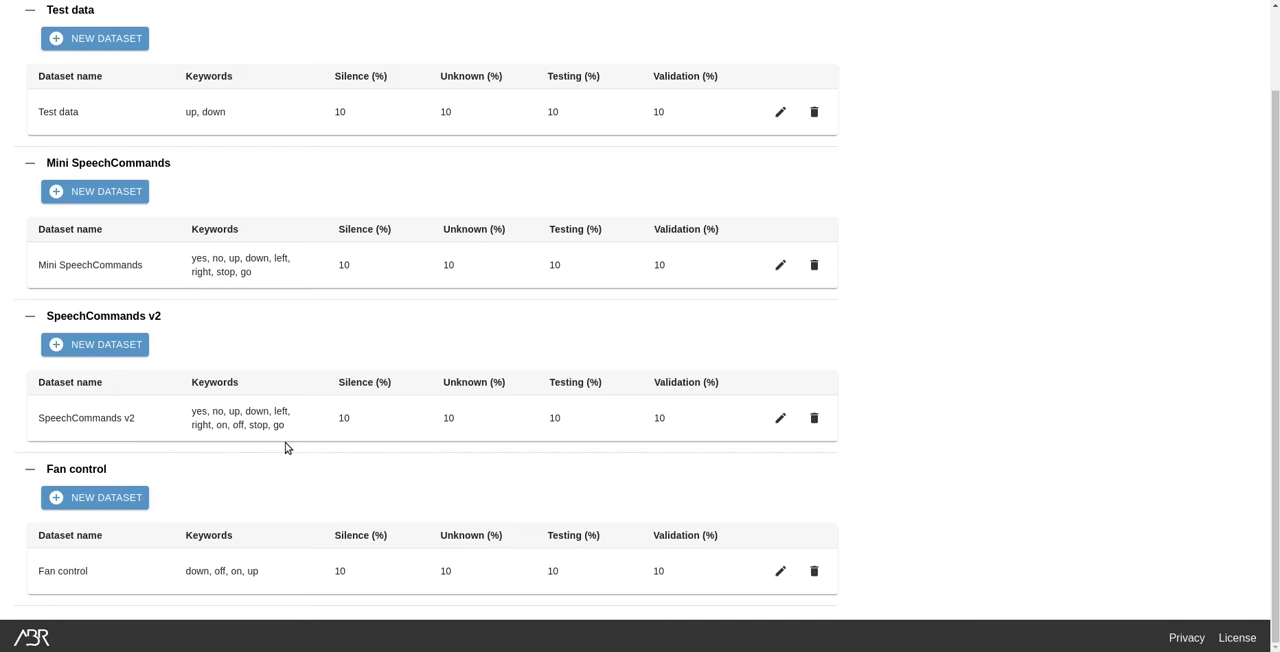 Test data
NEW DATASET
Dataset name Keywords Silence (%) Unknown (%) Testing (%) Validation (%)
Test data up, down 10 10 10 10
Mini SpeechCommands
NEW DATASET
Dataset name Keywords Silence (%) Unknown (%) Testing (%) Validation (%)
Mini SpeechCommands yes, no, up, down, left, 10 10 10 10
right, stop, go
SpeechCommands v2
NEW DATASET
Dataset name Keywords Silence (%) Unknown (%) Testing (%) Validation (%)
SpeechCommands v2 yes, no, up, down, left, 10 10 10 10
right, on, off, stop, go
Fan control
NEW DATASET
Dataset name Keywords Silence (%) Unknown (%) Testing (%) Validation (%)
Fan control down, off, on, up 10 10 10 10
ABR Privacy License